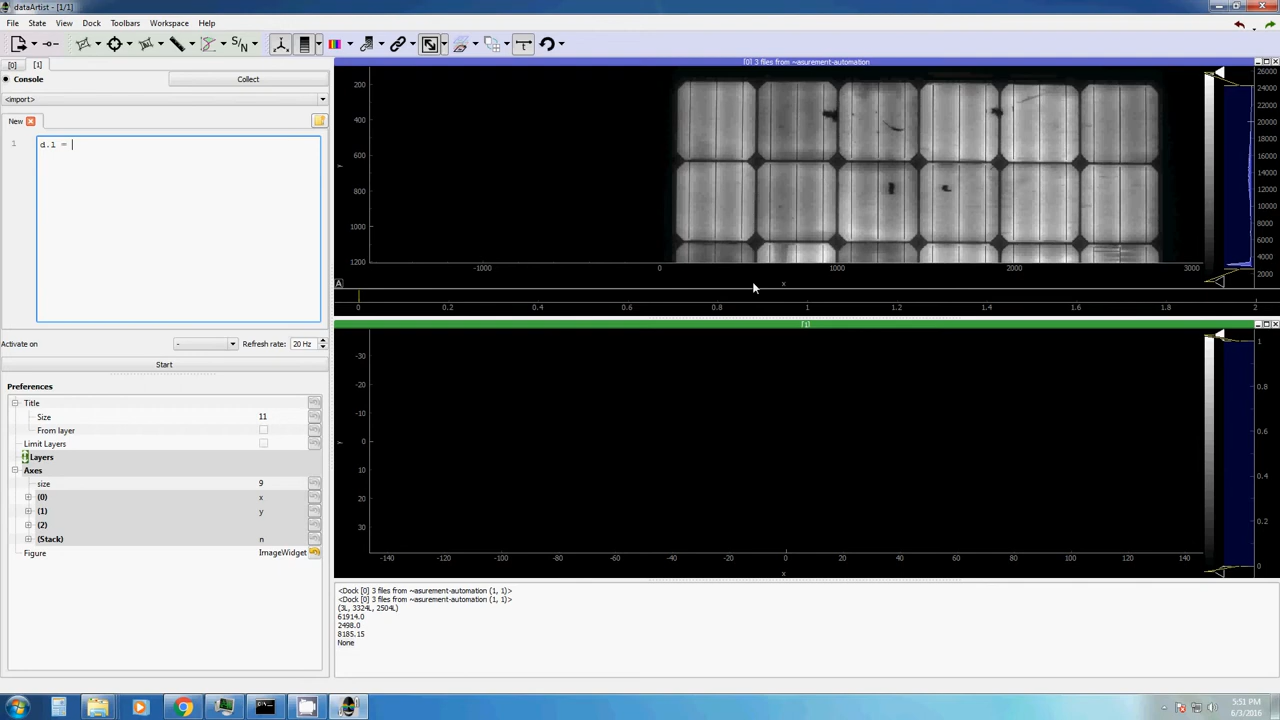 dataArtist - [1/1]
File State View Dock Toolbars Workspace Help
S/N
[0] [1]
Console Collect
<import>
New
1 d.l =
Activate on - Refresh rate: 20 Hz
Start
Preferences
Title
Size 11
From layer
Limit Layers
Layers
Axes
size 9
(0) x
(1) y
(2)
(Stack) n
Figure ImageWidget
[0] 3 files from ~asurement-automation
200
400
600
800
1000
1200
y
-1000 0 1000 2000 3000
x
A
0 0.2 0.4 0.6 0.8 1 1.2 1.4 1.6 1.8 2
26000
24000
22000
20000
18000
16000
14000
12000
10000
8000
6000
4000
2000
[1]
-30
-20
-10
0
10
20
30
y
-140 -120 -100 -80 -60 -40 -20 0 20 40 60 80 100 120 140
x
1
0.8
0.6
0.4
0.2
0
<Dock [0] 3 files from ~asurement-automation (1, 1)>
<Dock [0] 3 files from ~asurement-automation (1, 1)>
(3L, 3324L, 2504L)
61914.0
2498.0
8185.15
None
5:51 PM
6/3/2016